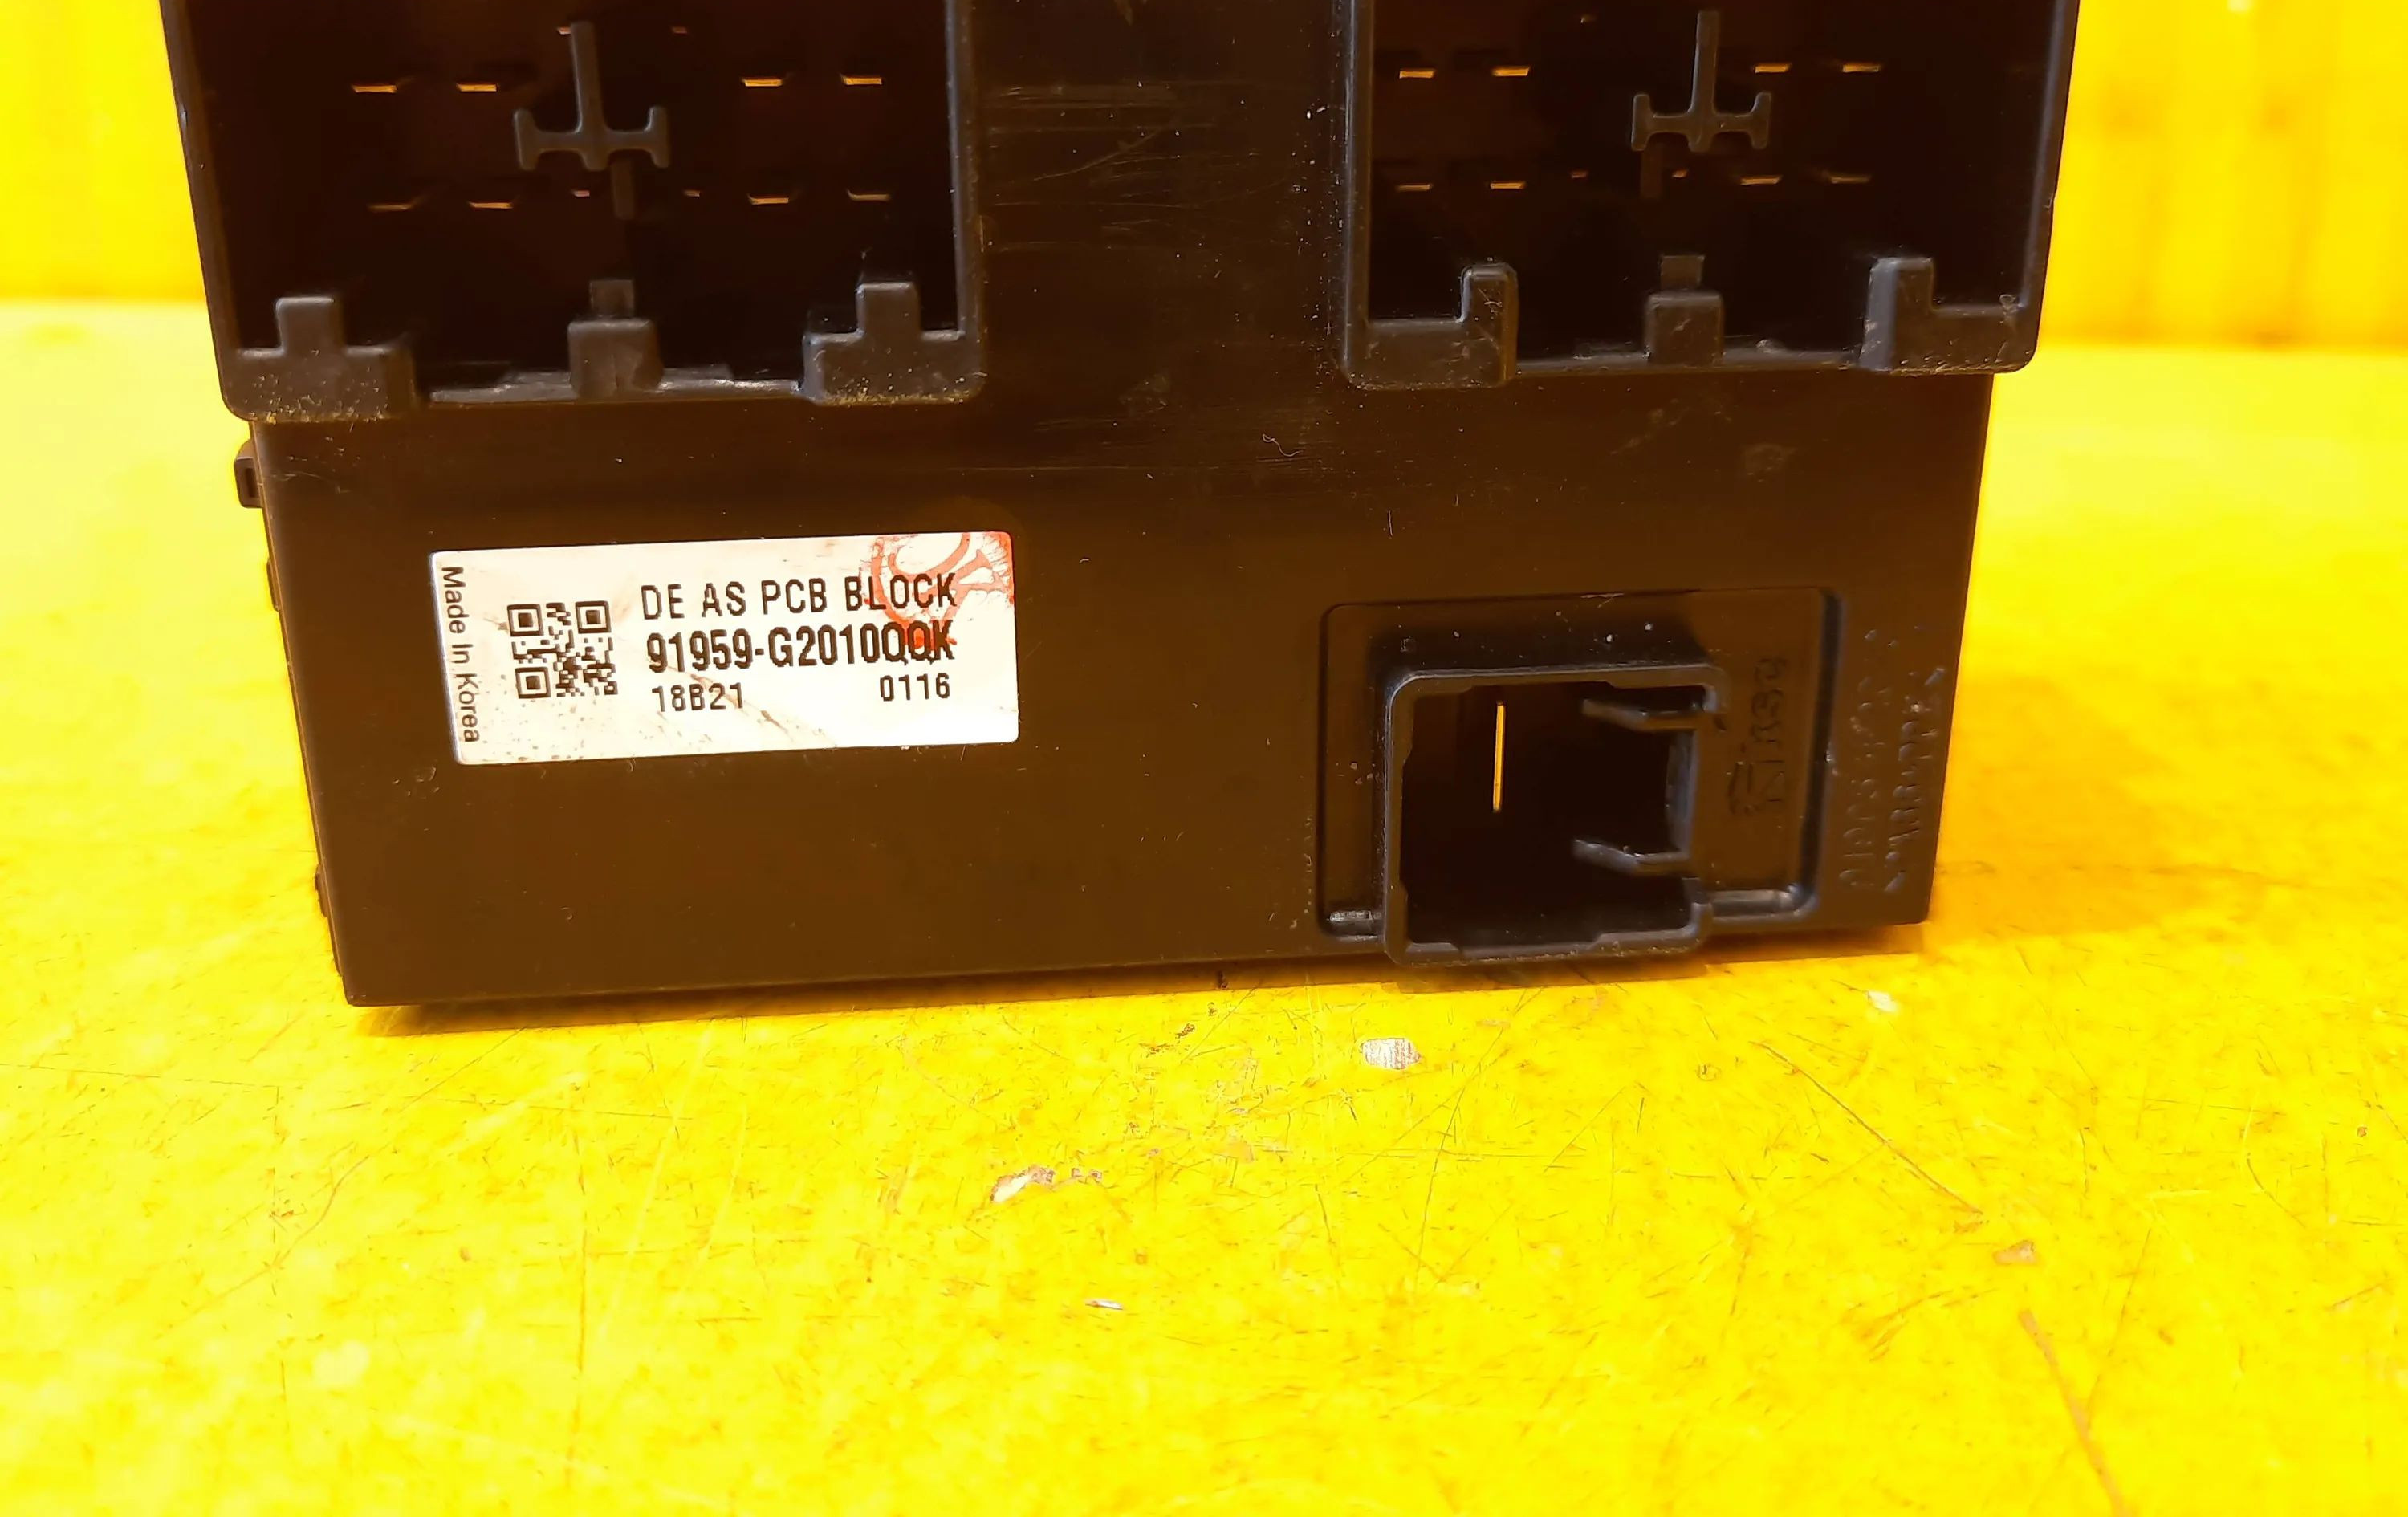 Made In Korea
DE AS PCB BLOCK
91959-G2010QQK
18B21 0116